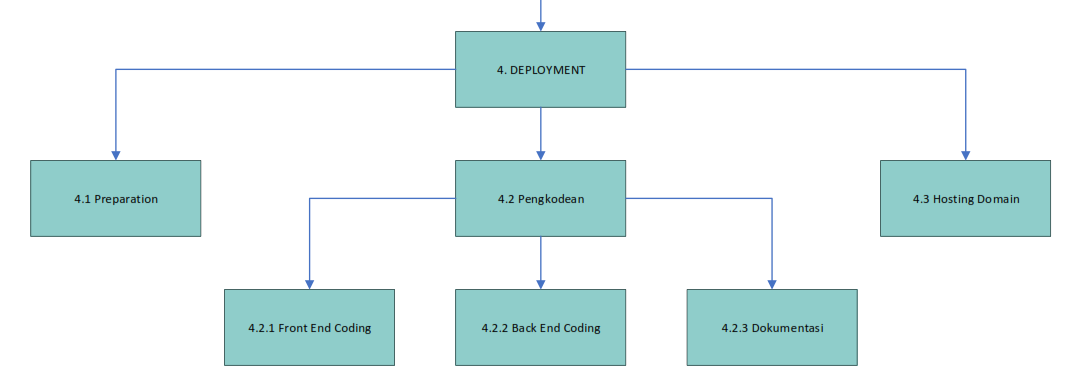 4. DEPLOYMENT
4.1 Preparation
4.2 Pengkodean
4.3 Hosting Domain
4.2.1 Front End Coding
4.2.2 Back End Coding
4.2.3 Dokumentasi